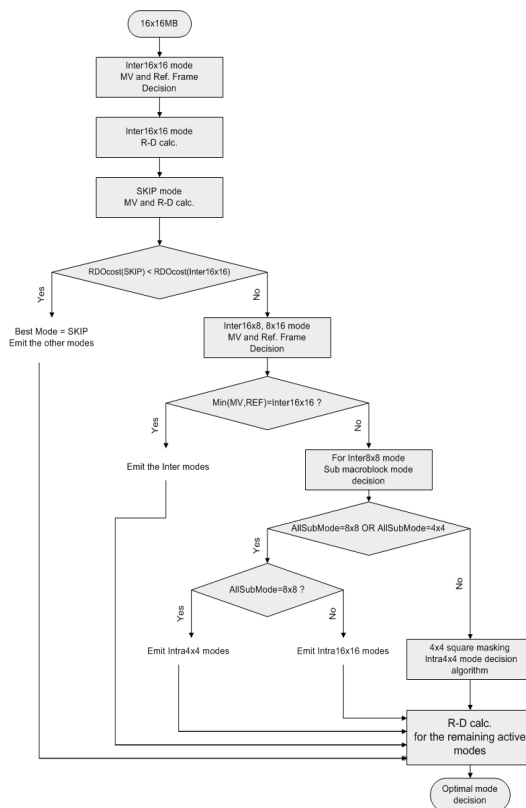 16x16MB
Inter16x16 mode
MV and Ref. Frame
Decision
Inter16x16 mode
R-D calc.
SKIP mode
MV and R-D calc.
RDOcost(SKIP) < RDOcost(Inter16x16)
Yes
No
Best Mode = SKIP
Emit the other modes
Inter16x8, 8x16 mode
MV and Ref. Frame
Decision
Min(MV,REF)=Inter16x16 ?
Yes
No
Emit the Inter modes
For Inter8x8 mode
Sub macroblock mode
decision
AllSubMode=8x8 OR AllSubMode=4x4
Yes
No
AllSubMode=8x8 ?
Yes
No
Emit Intra4x4 modes
Emit Intra16x16 modes
4x4 square masking
Intra4x4 mode decision
algorithm
R-D calc.
for the remaining active
modes
Optimal mode
decision